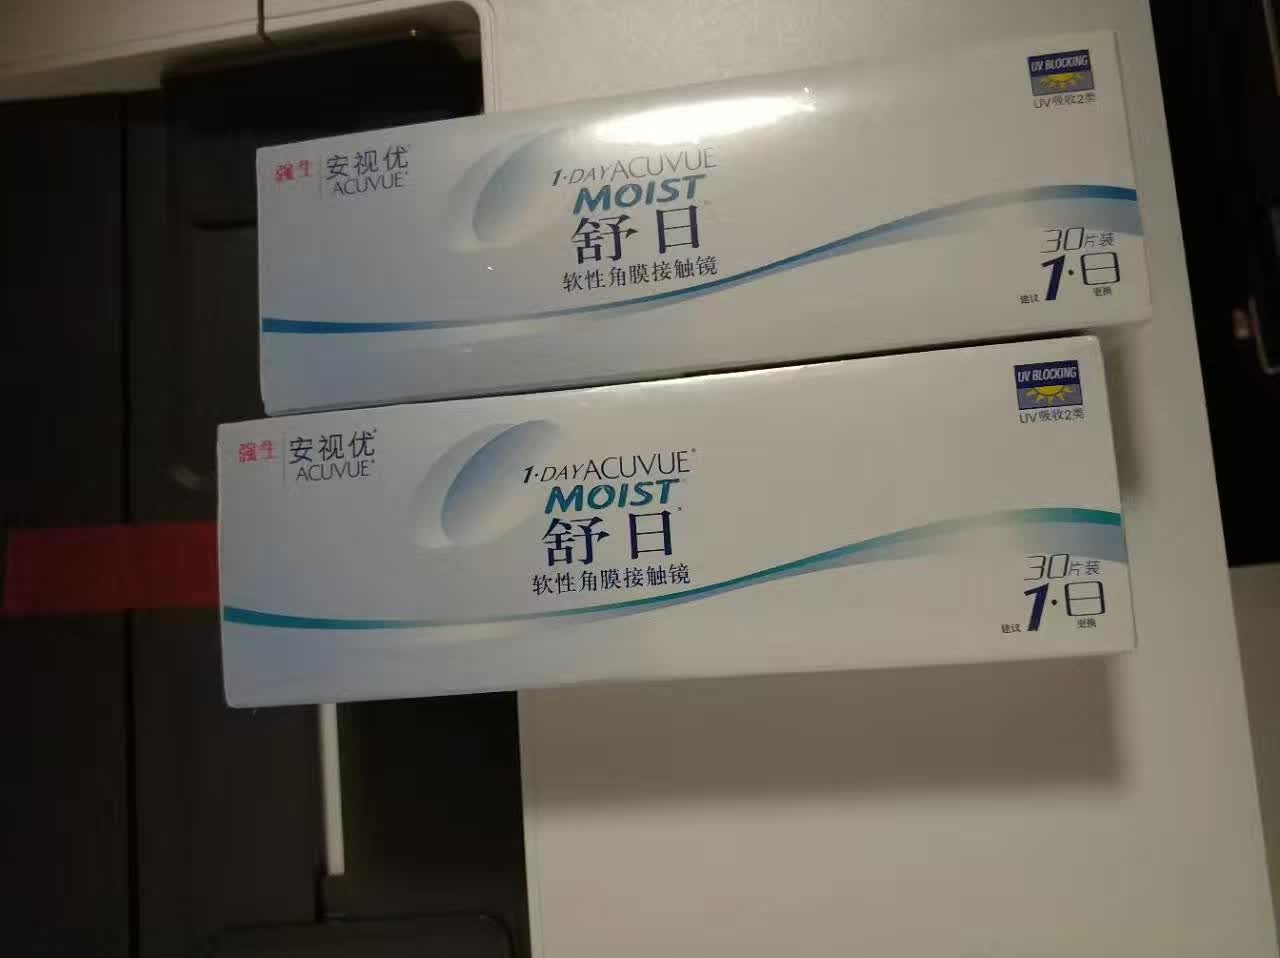 强生 安视优
ACUVUE®
1·DAY ACUVUE®
MOIST®
舒日®
软性角膜接触镜
UV BLOCKING
UV吸收2类
30片装
建议 1·日 更换
强生 安视优®
ACUVUE®
1·DAY ACUVUE®
MOIST®
舒日®
软性角膜接触镜
UV BLOCKING
UV吸收2类
30片装
建议 1·日 更换